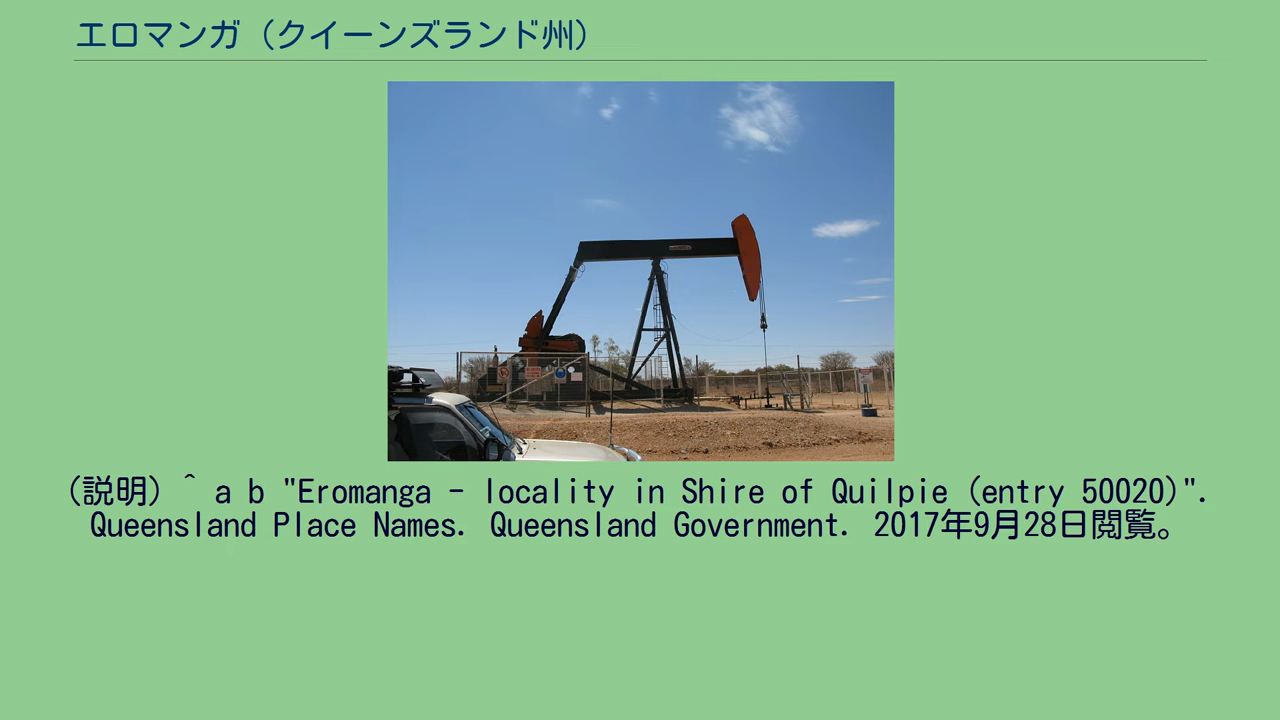 エロマンガ（クイーンズランド州）
（説明）^ a b "Eromanga – locality in Shire of Quilpie (entry 50020)".
Queensland Place Names. Queensland Government. 2017年9月28日閲覧。